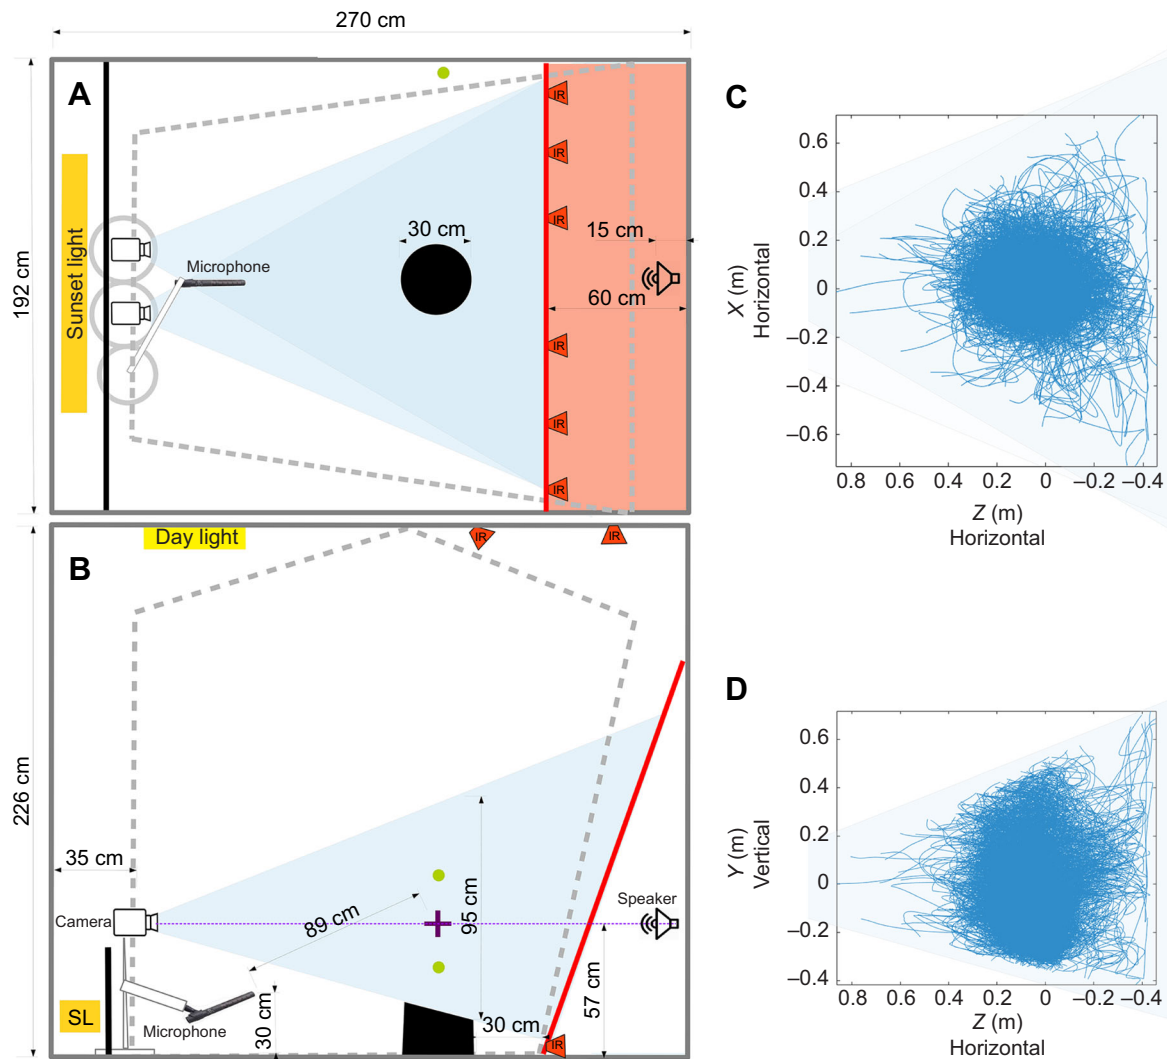 270 cm
A
192 cm
Sunset light
Microphone
30 cm
15 cm
60 cm
IR
IR
IR
IR
IR
IR
B
226 cm
Day light
IR
IR
35 cm
Camera
89 cm
95 cm
Speaker
57 cm
SL
Microphone
30 cm
30 cm
IR
C
0.6
0.4
0.2
0
–0.2
–0.4
–0.6
X (m)
Horizontal
0.8 0.6 0.4 0.2 0 –0.2 –0.4
Z (m)
Horizontal
D
0.6
0.4
0.2
0
–0.2
–0.4
Y (m)
Vertical
0.8 0.6 0.4 0.2 0 –0.2 –0.4
Z (m)
Horizontal